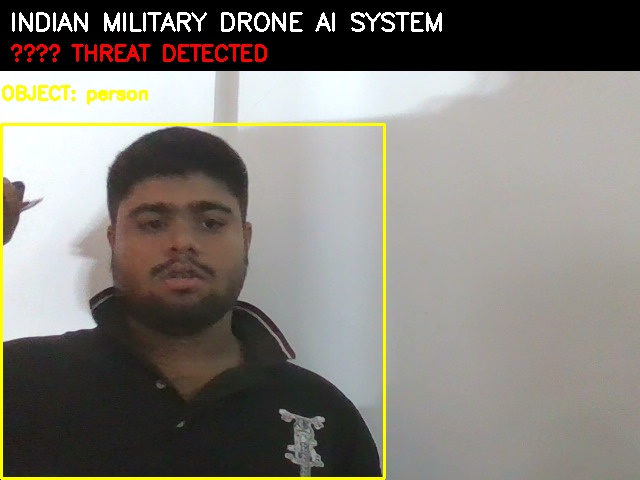 INDIAN MILITARY DRONE AI SYSTEM
???? THREAT DETECTED
OBJECT: person